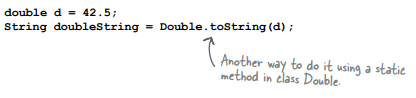 double d = 42.5;
String doubleString = Double.toString(d);
Another way to do it using a static
method in class Double.